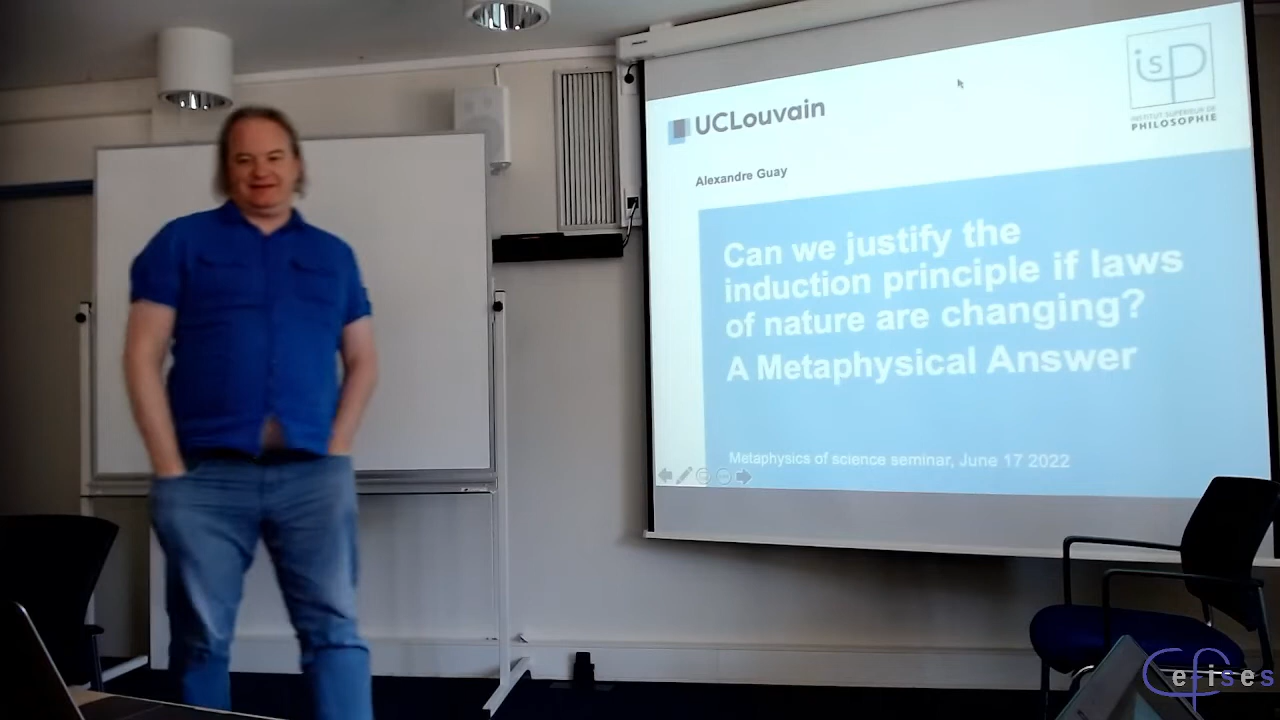 UCLouvain
isp
INSTITUT SUPÉRIEUR DE
PHILOSOPHIE
Alexandre Guay
Can we justify the
induction principle if laws
of nature are changing?
A Metaphysical Answer
Metaphysics of science seminar, June 17 2022
Cefises